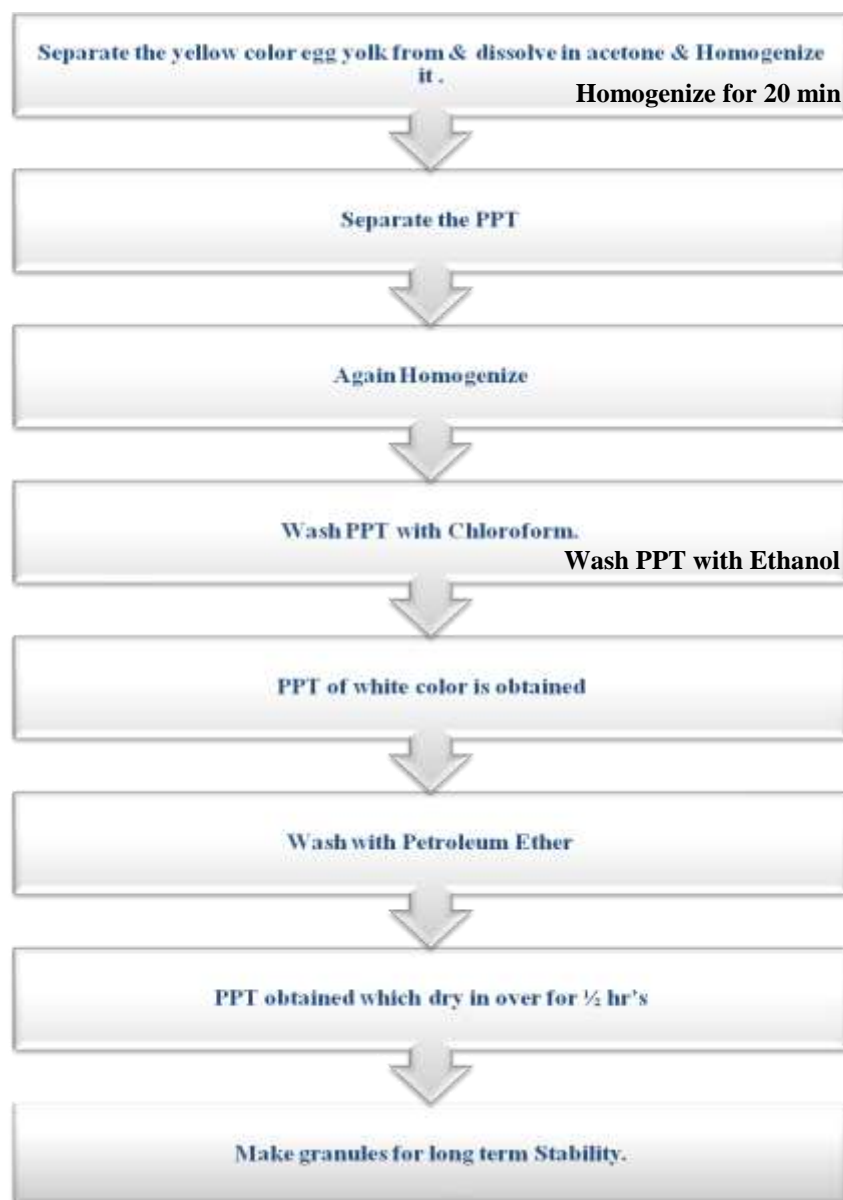 Separate the yellow color egg yolk from & dissolve in acetone & Homogenize
it .
Homogenize for 20 min
Separate the PPT
Again Homogenize
Wash PPT with Chloroform.
Wash PPT with Ethanol
PPT of white color is obtained
Wash with Petroleum Ether
PPT obtained which dry in over for ½ hr’s
Make granules for long term Stability.